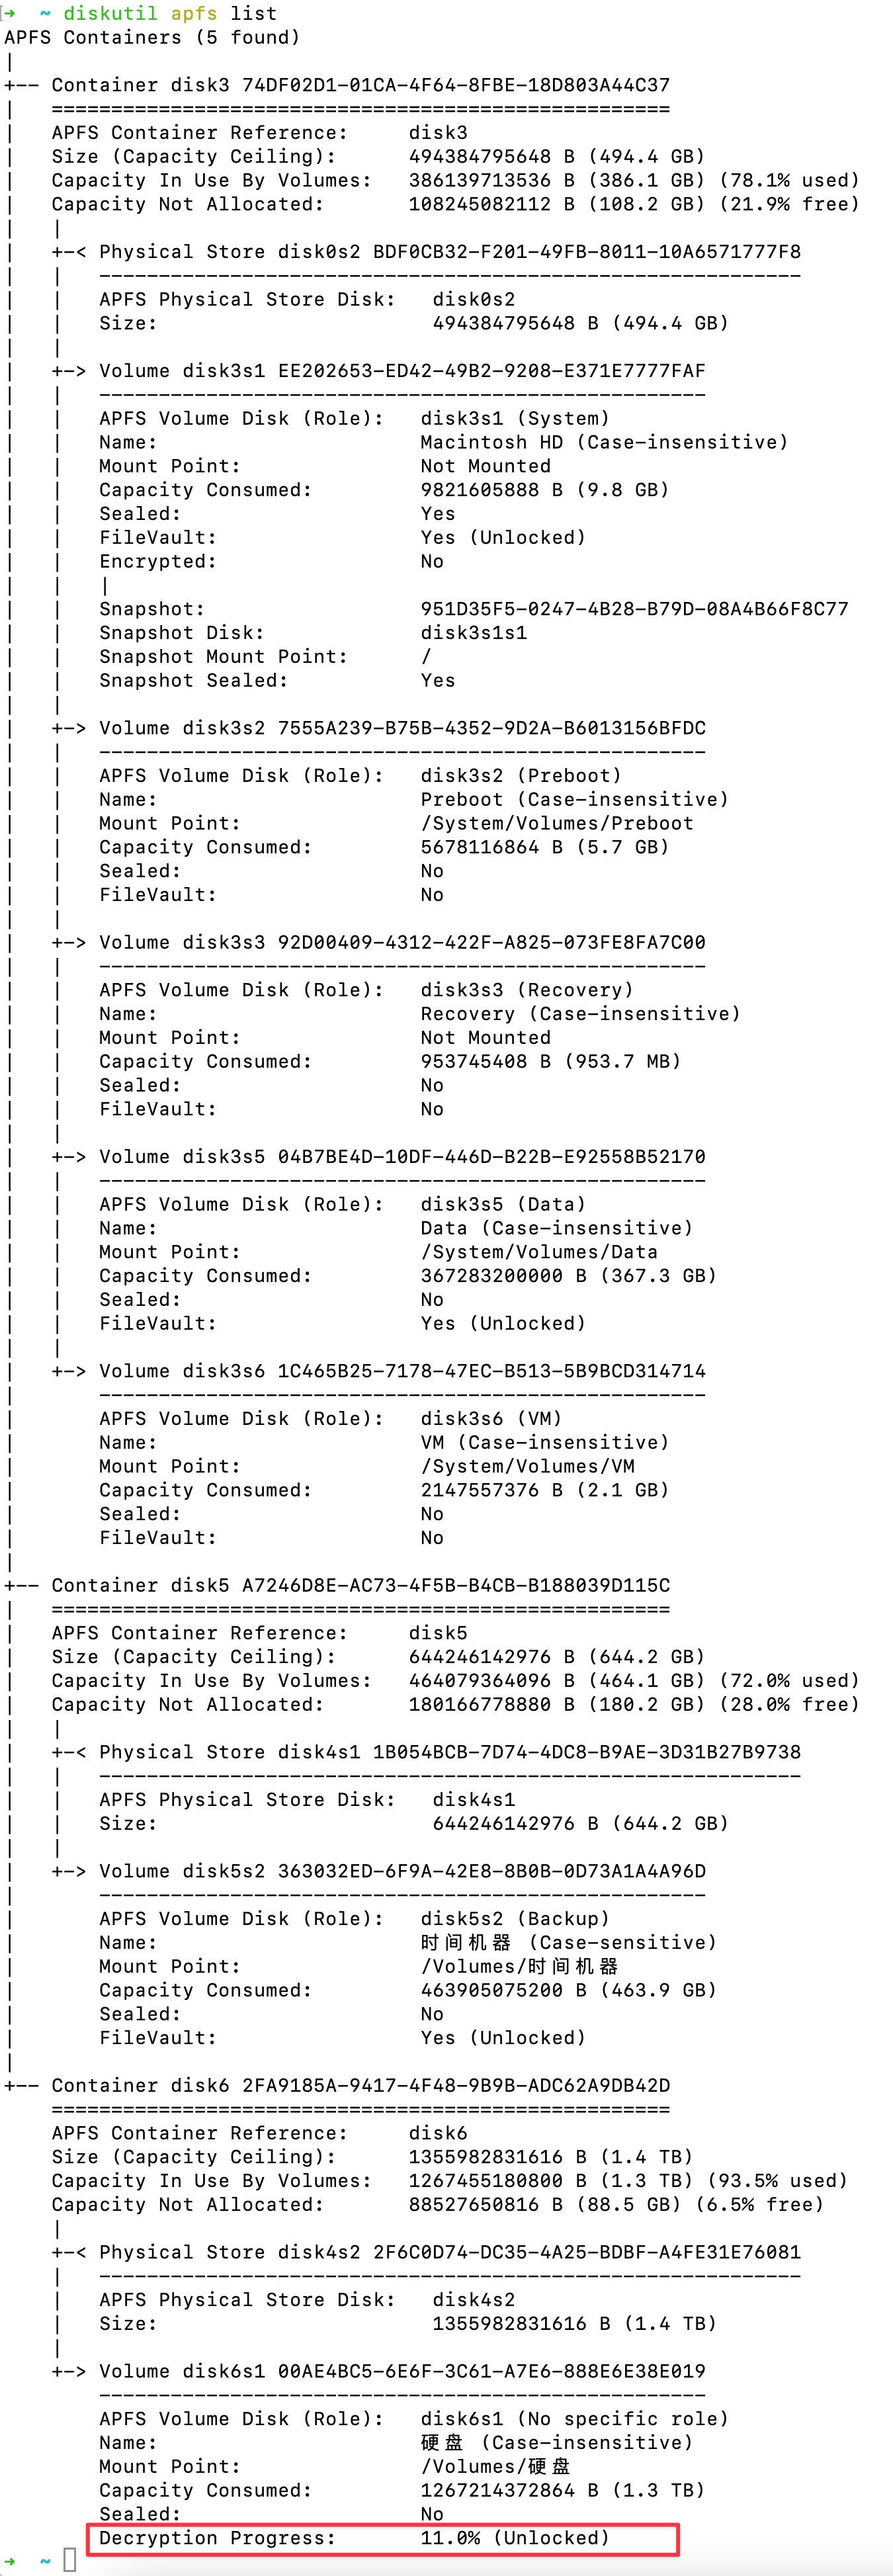 ➜  ~ diskutil apfs list
APFS Containers (5 found)
|
+-- Container disk3 74DF02D1-01CA-4F64-8FBE-18D803A44C37
|   ====================================================
|   APFS Container Reference:     disk3
|   Size (Capacity Ceiling):      494384795648 B (494.4 GB)
|   Capacity In Use By Volumes:   386139713536 B (386.1 GB) (78.1% used)
|   Capacity Not Allocated:       108245082112 B (108.2 GB) (21.9% free)
|   |
|   +-< Physical Store disk0s2 BDF0CB32-F201-49FB-8011-10A6571777F8
|   |   -----------------------------------------------------------
|   |   APFS Physical Store Disk:   disk0s2
|   |   Size:                       494384795648 B (494.4 GB)
|   |
|   +-> Volume disk3s1 EE202653-ED42-49B2-9208-E371E7777FAF
|   |   ---------------------------------------------------
|   |   APFS Volume Disk (Role):   disk3s1 (System)
|   |   Name:                      Macintosh HD (Case-insensitive)
|   |   Mount Point:               Not Mounted
|   |   Capacity Consumed:         9821605888 B (9.8 GB)
|   |   Sealed:                    Yes
|   |   FileVault:                 Yes (Unlocked)
|   |   Encrypted:                 No
|   |   |
|   |   Snapshot:                  951D35F5-0247-4B28-B79D-08A4B66F8C77
|   |   Snapshot Disk:             disk3s1s1
|   |   Snapshot Mount Point:      /
|   |   Snapshot Sealed:           Yes
|   |
|   +-> Volume disk3s2 7555A239-B75B-4352-9D2A-B6013156BFDC
|   |   ---------------------------------------------------
|   |   APFS Volume Disk (Role):   disk3s2 (Preboot)
|   |   Name:                      Preboot (Case-insensitive)
|   |   Mount Point:               /System/Volumes/Preboot
|   |   Capacity Consumed:         5678116864 B (5.7 GB)
|   |   Sealed:                    No
|   |   FileVault:                 No
|   |
|   +-> Volume disk3s3 92D00409-4312-422F-A825-073FE8FA7C00
|   |   ---------------------------------------------------
|   |   APFS Volume Disk (Role):   disk3s3 (Recovery)
|   |   Name:                      Recovery (Case-insensitive)
|   |   Mount Point:               Not Mounted
|   |   Capacity Consumed:         953745408 B (953.7 MB)
|   |   Sealed:                    No
|   |   FileVault:                 No
|   |
|   +-> Volume disk3s5 04B7BE4D-10DF-446D-B22B-E92558B52170
|   |   ---------------------------------------------------
|   |   APFS Volume Disk (Role):   disk3s5 (Data)
|   |   Name:                      Data (Case-insensitive)
|   |   Mount Point:               /System/Volumes/Data
|   |   Capacity Consumed:         367283200000 B (367.3 GB)
|   |   Sealed:                    No
|   |   FileVault:                 Yes (Unlocked)
|   |
|   +-> Volume disk3s6 1C465B25-7178-47EC-B513-5B9BCD314714
|       ---------------------------------------------------
|       APFS Volume Disk (Role):   disk3s6 (VM)
|       Name:                      VM (Case-insensitive)
|       Mount Point:               /System/Volumes/VM
|       Capacity Consumed:         2147557376 B (2.1 GB)
|       Sealed:                    No
|       FileVault:                 No
|
+-- Container disk5 A7246D8E-AC73-4F5B-B4CB-B188039D115C
|   ====================================================
|   APFS Container Reference:     disk5
|   Size (Capacity Ceiling):      644246142976 B (644.2 GB)
|   Capacity In Use By Volumes:   464079364096 B (464.1 GB) (72.0% used)
|   Capacity Not Allocated:       180166778880 B (180.2 GB) (28.0% free)
|   |
|   +-< Physical Store disk4s1 1B054BCB-7D74-4DC8-B9AE-3D31B27B9738
|   |   -----------------------------------------------------------
|   |   APFS Physical Store Disk:   disk4s1
|   |   Size:                       644246142976 B (644.2 GB)
|   |
|   +-> Volume disk5s2 363032ED-6F9A-42E8-8B0B-0D73A1A4A96D
|       ---------------------------------------------------
|       APFS Volume Disk (Role):   disk5s2 (Backup)
|       Name:                      时间机器 (Case-sensitive)
|       Mount Point:               /Volumes/时间机器
|       Capacity Consumed:         463905075200 B (463.9 GB)
|       Sealed:                    No
|       FileVault:                 Yes (Unlocked)
|
+-- Container disk6 2FA9185A-9417-4F48-9B9B-ADC62A9DB42D
    ====================================================
    APFS Container Reference:     disk6
    Size (Capacity Ceiling):      1355982831616 B (1.4 TB)
    Capacity In Use By Volumes:   1267455180800 B (1.3 TB) (93.5% used)
    Capacity Not Allocated:       88527650816 B (88.5 GB) (6.5% free)
    |
    +-< Physical Store disk4s2 2F6C0D74-DC35-4A25-BDBF-A4FE31E76081
    |   -----------------------------------------------------------
    |   APFS Physical Store Disk:   disk4s2
    |   Size:                       1355982831616 B (1.4 TB)
    |
    +-> Volume disk6s1 00AE4BC5-6E6F-3C61-A7E6-888E6E38E019
        ---------------------------------------------------
        APFS Volume Disk (Role):   disk6s1 (No specific role)
        Name:                      硬盘 (Case-insensitive)
        Mount Point:               /Volumes/硬盘
        Capacity Consumed:         1267214372864 B (1.3 TB)
        Sealed:                    No
        Decryption Progress:       11.0% (Unlocked)
➜  ~